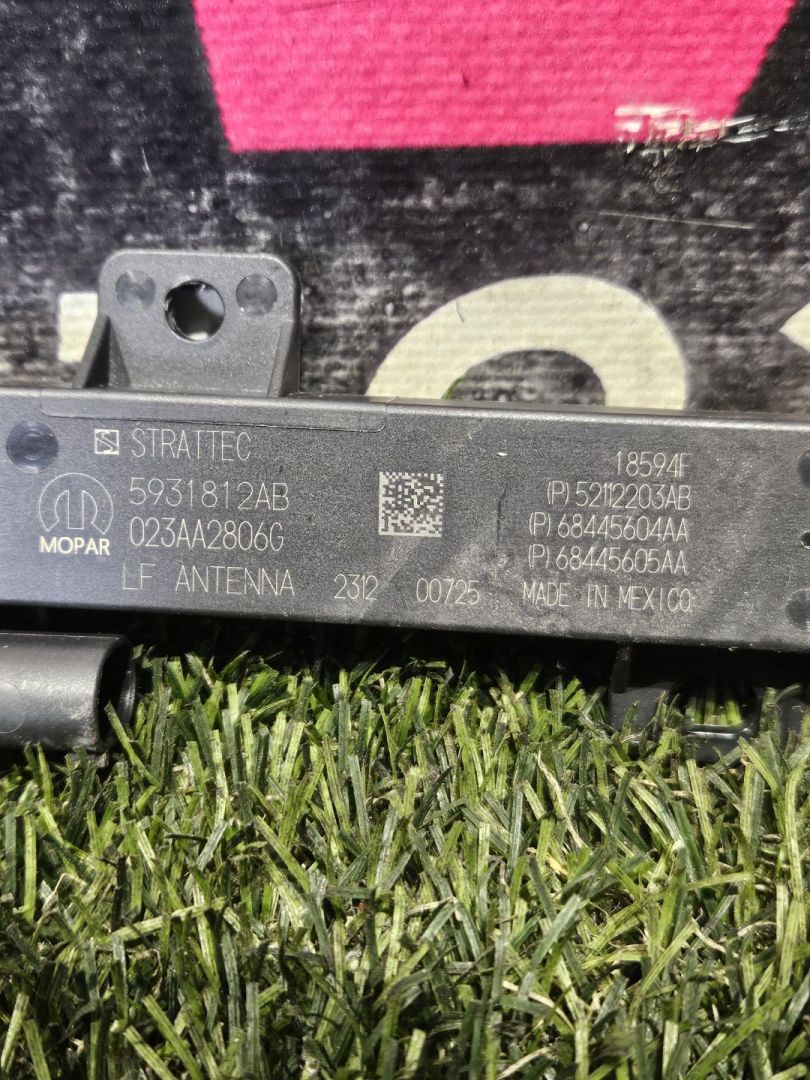 STRATTEC
5931812AB
023AA2806G
MOPAR
LF ANTENNA 2312 00725
18594F
(P) 52112203AB
(P) 68445604AA
(P) 68445605AA
MADE IN MEXICO